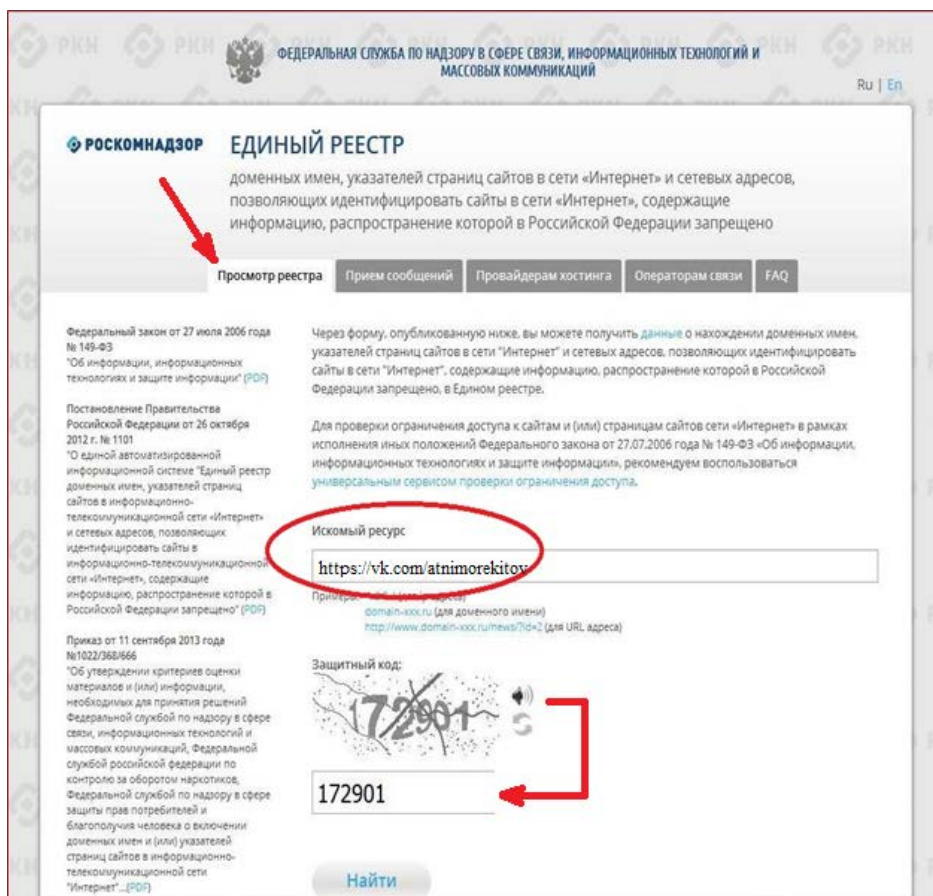 ФЕДЕРАЛЬНАЯ СЛУЖБА ПО НАДЗОРУ В СФЕРЕ СВЯЗИ, ИНФОРМАЦИОННЫХ ТЕХНОЛОГИЙ И
МАССОВЫХ КОММУНИКАЦИЙ
Ru | En
РОСКОМНАДЗОР
ЕДИНЫЙ РЕЕСТР
доменных имен, указателей страниц сайтов в сети «Интернет» и сетевых адресов,
позволяющих идентифицировать сайты в сети «Интернет», содержащие
информацию, распространение которой в Российской Федерации запрещено
Просмотр реестра
Прием сообщений
Провайдерам хостинга
Операторам связи
FAQ
Федеральный закон от 27 июля 2006 года
№ 149-ФЗ
"Об информации, информационных
технологиях и защите информации" (PDF)
Постановление Правительства
Российской Федерации от 26 октября
2012 г. № 1101
"О единой автоматизированной
информационной системе "Единый реестр
доменных имен, указателей страниц
сайтов в информационно-
телекоммуникационной сети «Интернет»
и сетевых адресов, позволяющих
идентифицировать сайты в
информационно-телекоммуникационной
сети «Интернет», содержащие
информацию, распространение которой в
Российской Федерации запрещено" (PDF)
Приказ от 11 сентября 2013 года
№1022/368/666
"Об утверждении критериев оценки
материалов и (или) информации,
необходимых для принятия решений
Федеральной службой по надзору в сфере
связи, информационных технологий и
массовых коммуникаций, Федеральной
службой российской федерации по
контролю за оборотом наркотиков,
Федеральной службой по надзору в сфере
защиты прав потребителей и
благополучия человека о включении
доменных имен и (или) указателей
страниц сайтов в информационно-
телекоммуникационной сети
"Интернет"...(PDF)
Через форму, опубликованную ниже, вы можете получить данные о нахождении доменных имен,
указателей страниц сайтов в сети "Интернет" и сетевых адресов, позволяющих идентифицировать
сайты в сети "Интернет", содержащие информацию, распространение которой в Российской
Федерации запрещено, в Едином реестре.
Для проверки ограничения доступа к сайтам и (или) страницам сайтов сети «Интернет» в рамках
исполнения иных положений Федерального закона от 27.07.2006 года № 149-ФЗ «Об информации,
информационных технологиях и защите информации», рекомендуем воспользоваться
универсальным сервисом проверки ограничения доступа.
Искомый ресурс
https://vk.com/atnimorekitov
domain-xxx.ru (для доменного имени)
http://www.domain-xxx.ru/news/?id=2 (для URL адреса)
Защитный код:
172901
172901
Найти